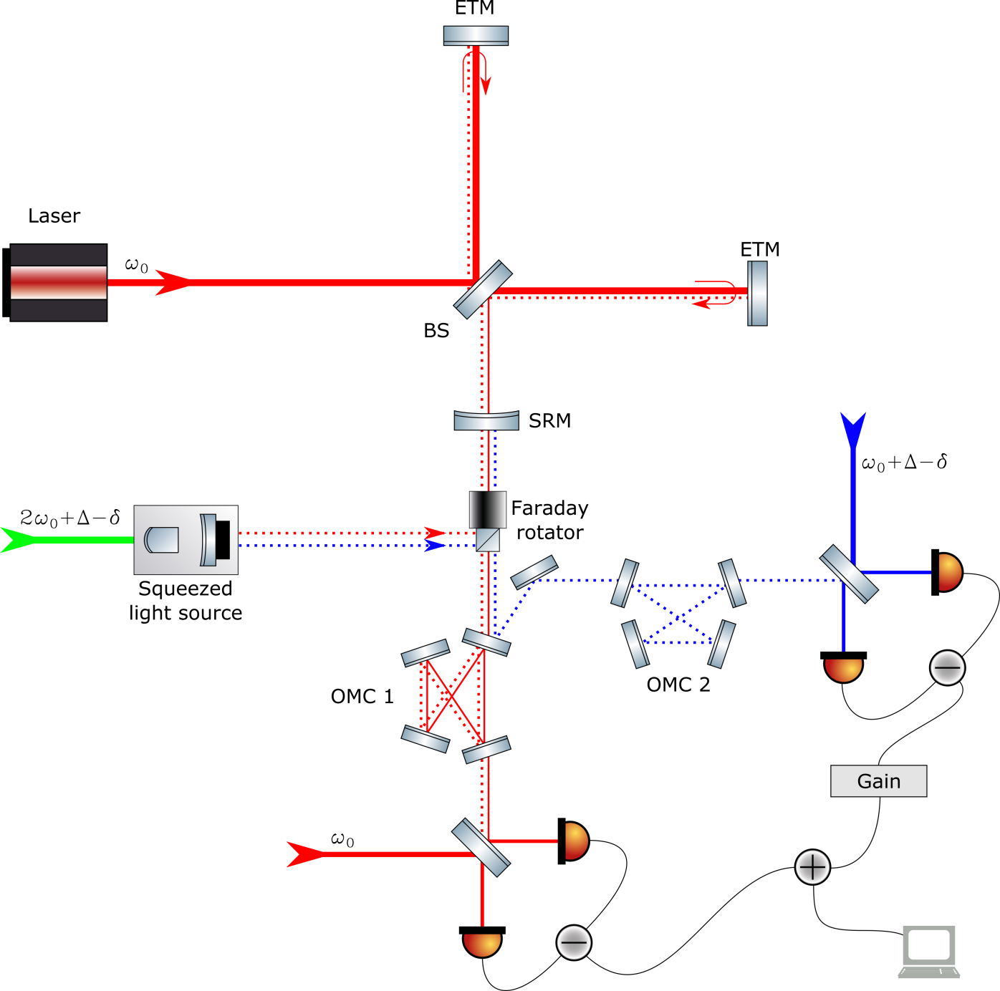 ETM
Laser
ω₀
ETM
BS
SRM
ω₀+Δ−δ
Faraday
rotator
2ω₀+Δ−δ
Squeezed
light source
OMC 2
OMC 1
Gain
ω₀